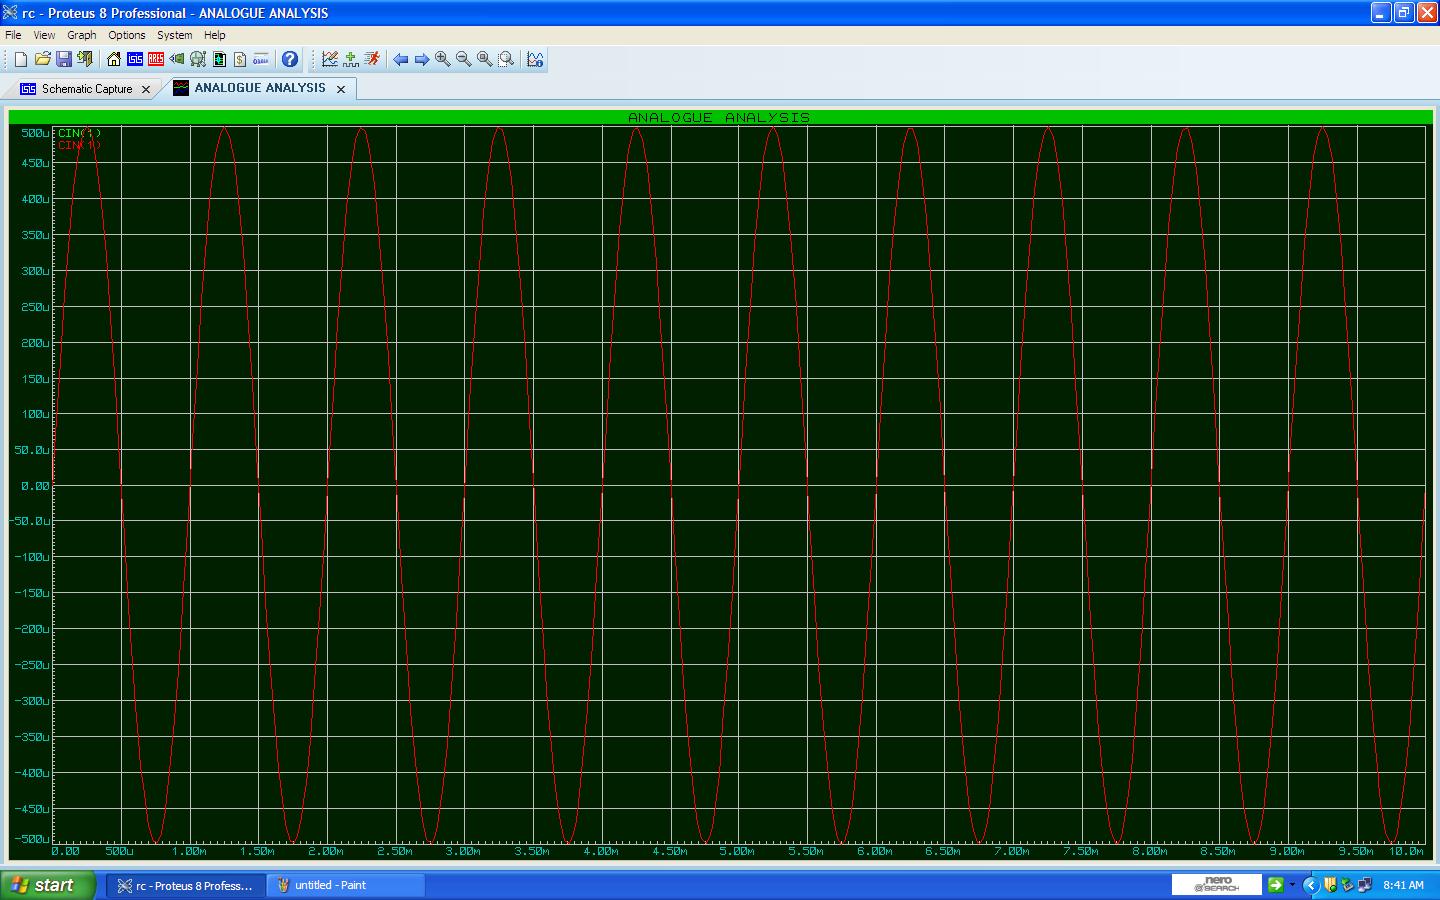 rc - Proteus 8 Professional - ANALOGUE ANALYSIS
File View Graph Options System Help
ISIS ARES $ ?
ISIS Schematic Capture x ANALOGUE ANALYSIS x
ANALOGUE ANALYSIS
CIN(1)
CIN(1)
500u
450u
400u
350u
300u
250u
200u
150u
100u
50.0u
0.00
-50.0u
-100u
-150u
-200u
-250u
-300u
-350u
-400u
-450u
-500u
0.00 500u 1.00m 1.50m 2.00m 2.50m 3.00m 3.50m 4.00m 4.50m 5.00m 5.50m 6.00m 6.50m 7.00m 7.50m 8.00m 8.50m 9.00m 9.50m 10.0m
start rc - Proteus 8 Profess... untitled - Paint nero @SEARCH 8:41 AM